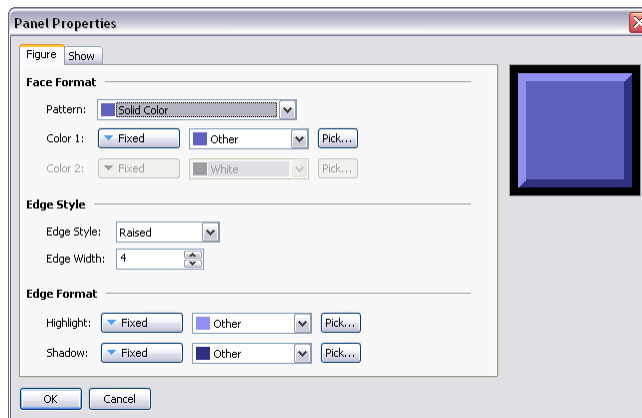 Panel Properties
Figure Show
Face Format
Pattern: Solid Color
Color 1: Fixed Other Pick...
Color 2: Fixed White Pick...
Edge Style
Edge Style: Raised
Edge Width: 4
Edge Format
Highlight: Fixed Other Pick...
Shadow: Fixed Other Pick...
OK Cancel